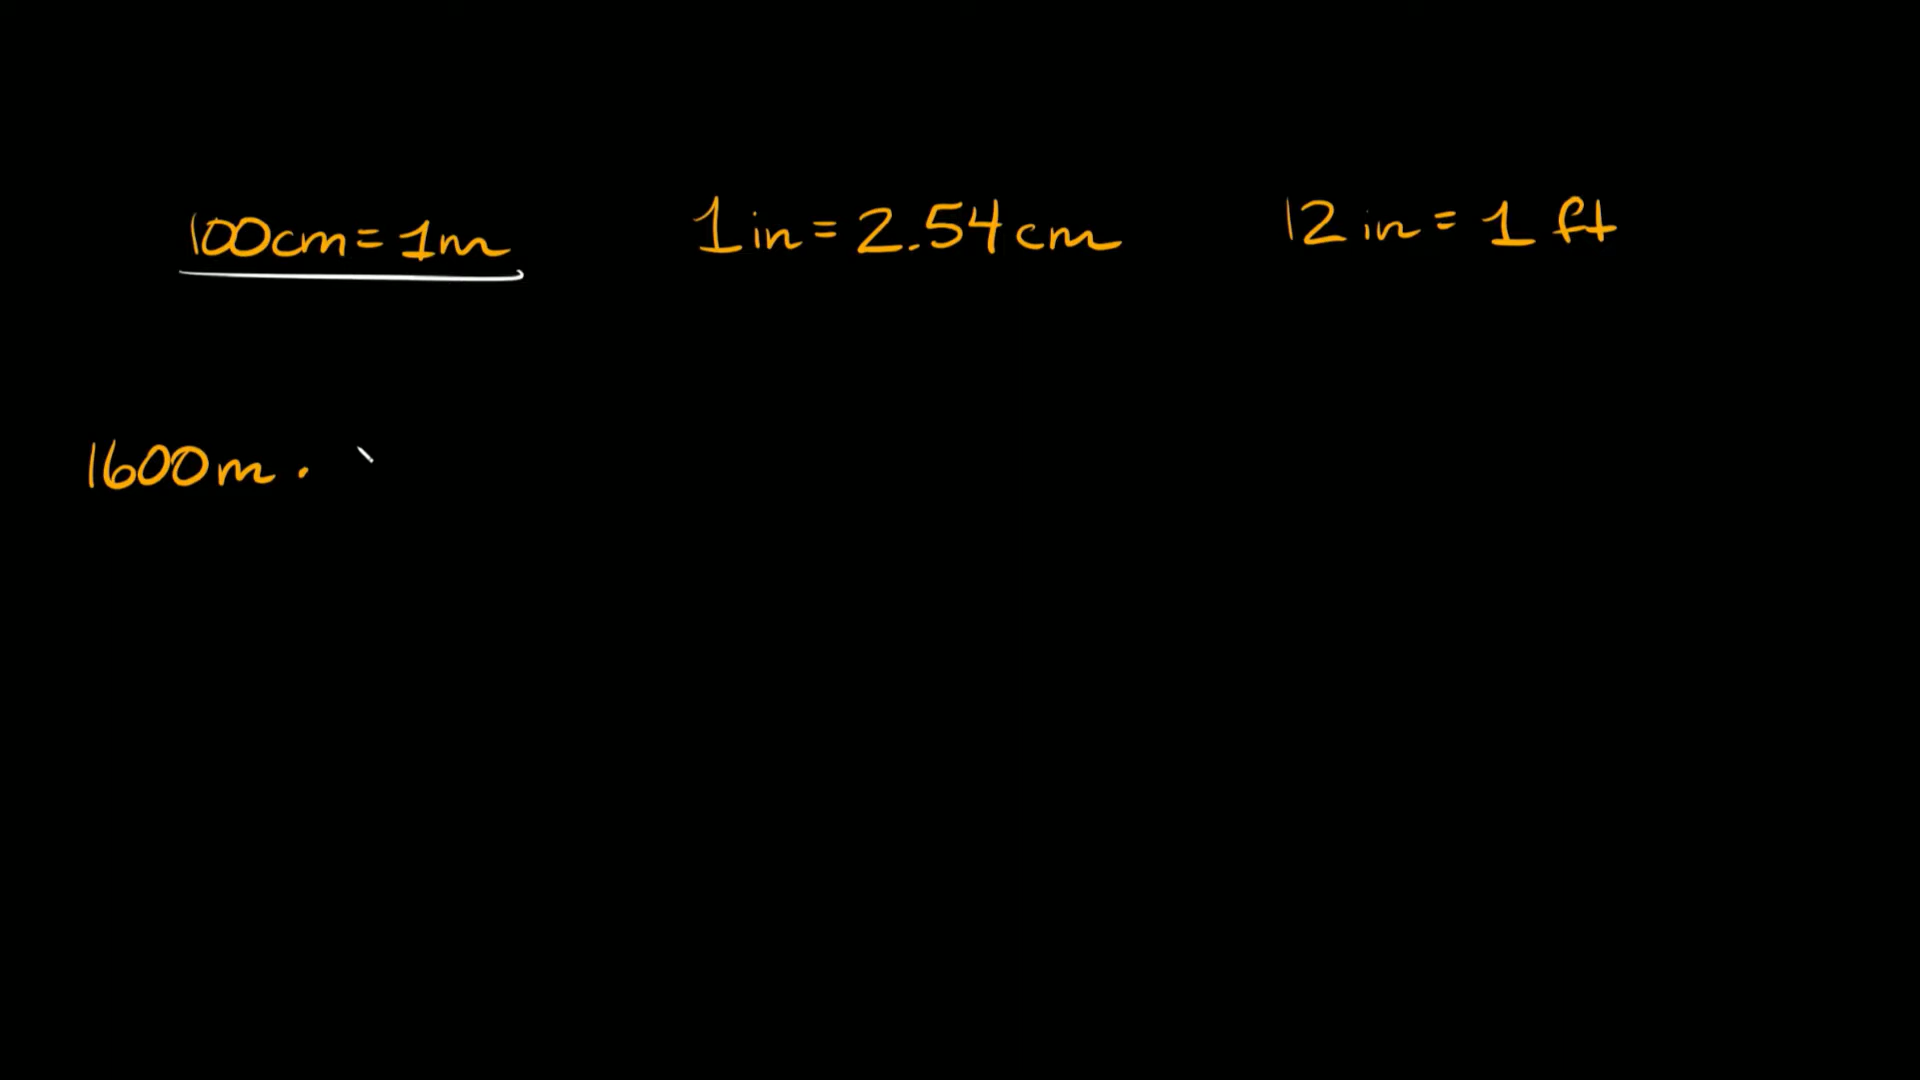 100cm = 1m
1 in = 2.54 cm
12 in = 1 ft
1600m ·